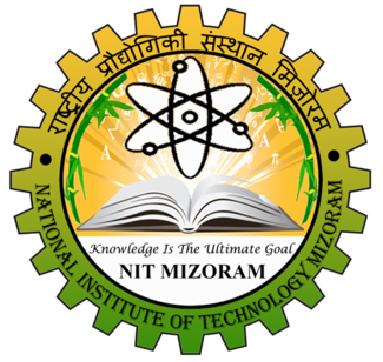 राष्ट्रीय प्रौद्योगिकी संस्थान मिज़ोरम
Knowledge Is The Ultimate Goal
NIT MIZORAM
NATIONAL INSTITUTE OF TECHNOLOGY MIZORAM